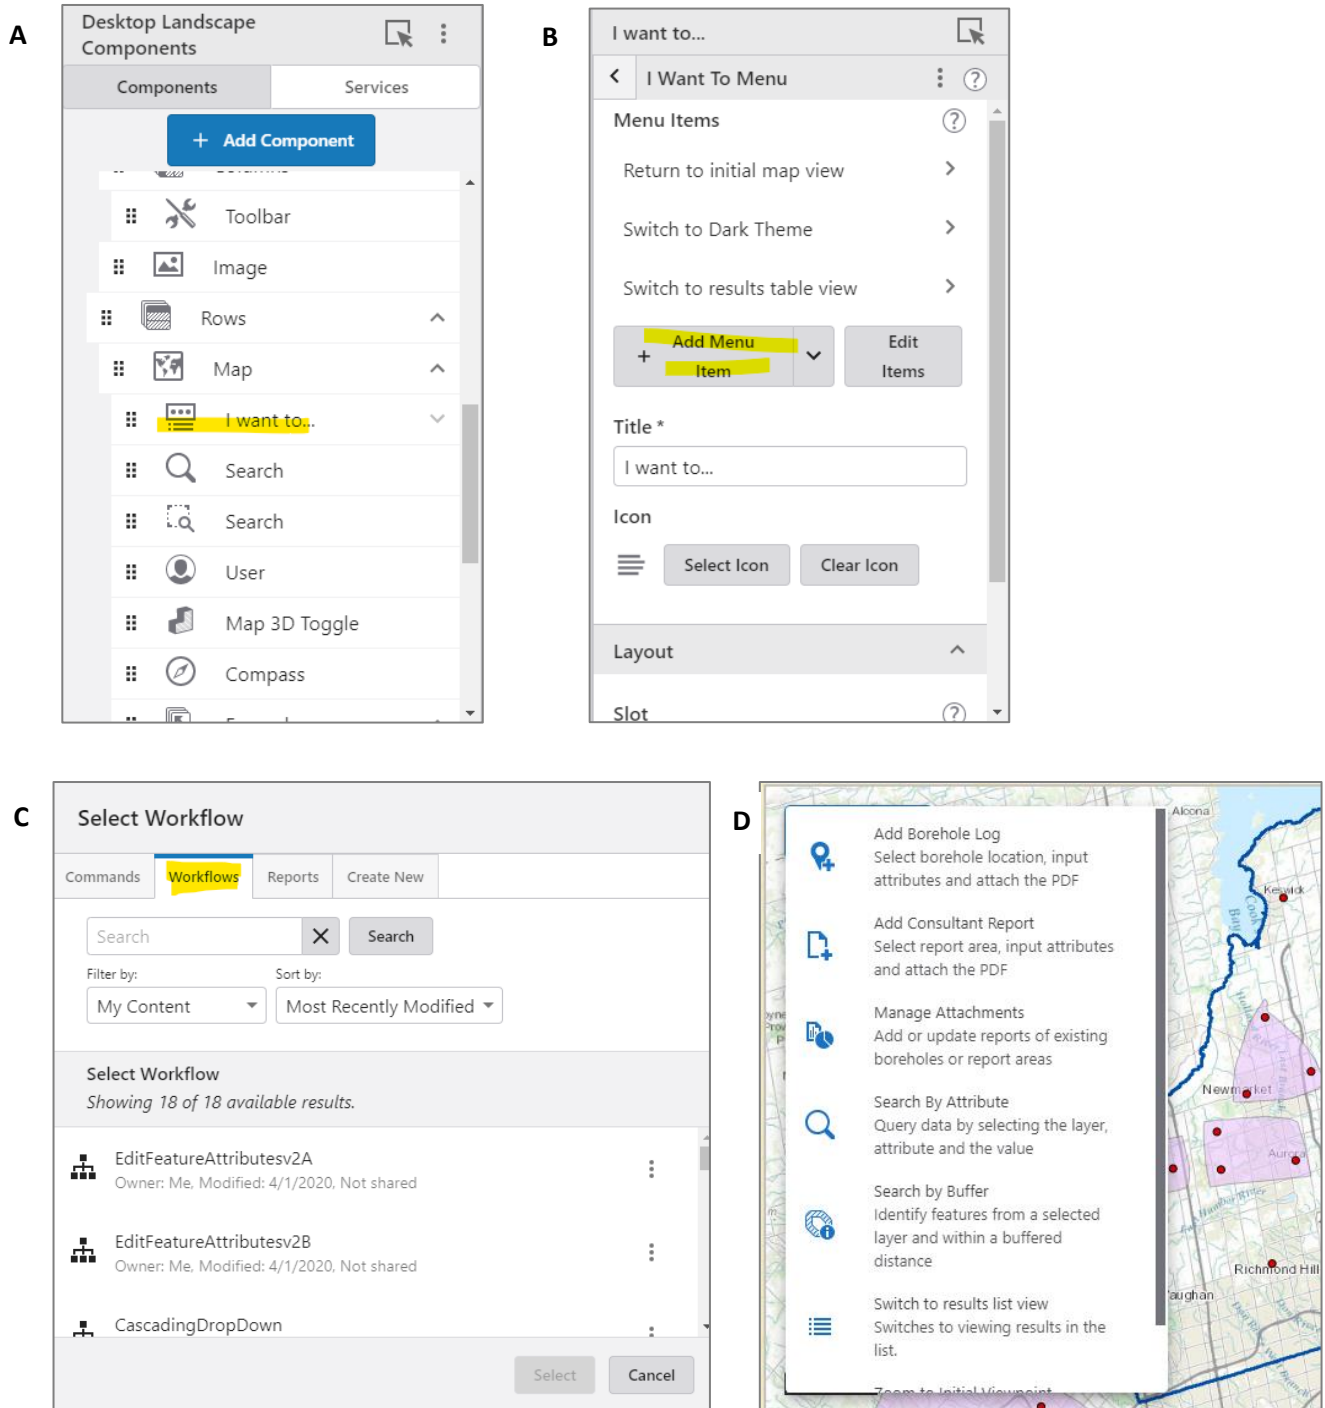 A
Desktop Landscape
Components
Components
Services
+ Add Component
Toolbar
Image
Rows
Map
I want to...
Search
Search
User
Map 3D Toggle
Compass
B
I want to...
I Want To Menu
Menu Items
Return to initial map view
Switch to Dark Theme
Switch to results table view
+ Add Menu
Item
Edit
Items
Title *
I want to...
Icon
Select Icon
Clear Icon
Layout
Slot
C
Select Workflow
Commands
Workflows
Reports
Create New
Search
Search
Filter by:
Sort by:
My Content
Most Recently Modified
Select Workflow
Showing 18 of 18 available results.
EditFeatureAttributesv2A
Owner: Me, Modified: 4/1/2020, Not shared
EditFeatureAttributesv2B
Owner: Me, Modified: 4/1/2020, Not shared
CascadingDropDown
Select
Cancel
D
Add Borehole Log
Select borehole location, input
attributes and attach the PDF
Add Consultant Report
Select report area, input attributes
and attach the PDF
Manage Attachments
Add or update reports of existing
boreholes or report areas
Search By Attribute
Query data by selecting the layer,
attribute and the value
Search by Buffer
Identify features from a selected
layer and within a buffered
distance
Switch to results list view
Switches to viewing results in the
list.
Zoom to Initial Viewpoint
Alcona
Keswick
Cook
Bay
Newmarket
Aurora
Richmond Hill
aughan